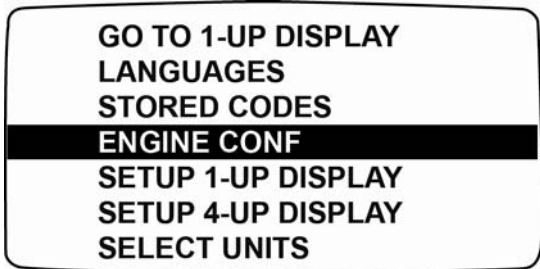 GO TO 1-UP DISPLAY
LANGUAGES
STORED CODES
ENGINE CONF
SETUP 1-UP DISPLAY
SETUP 4-UP DISPLAY
SELECT UNITS